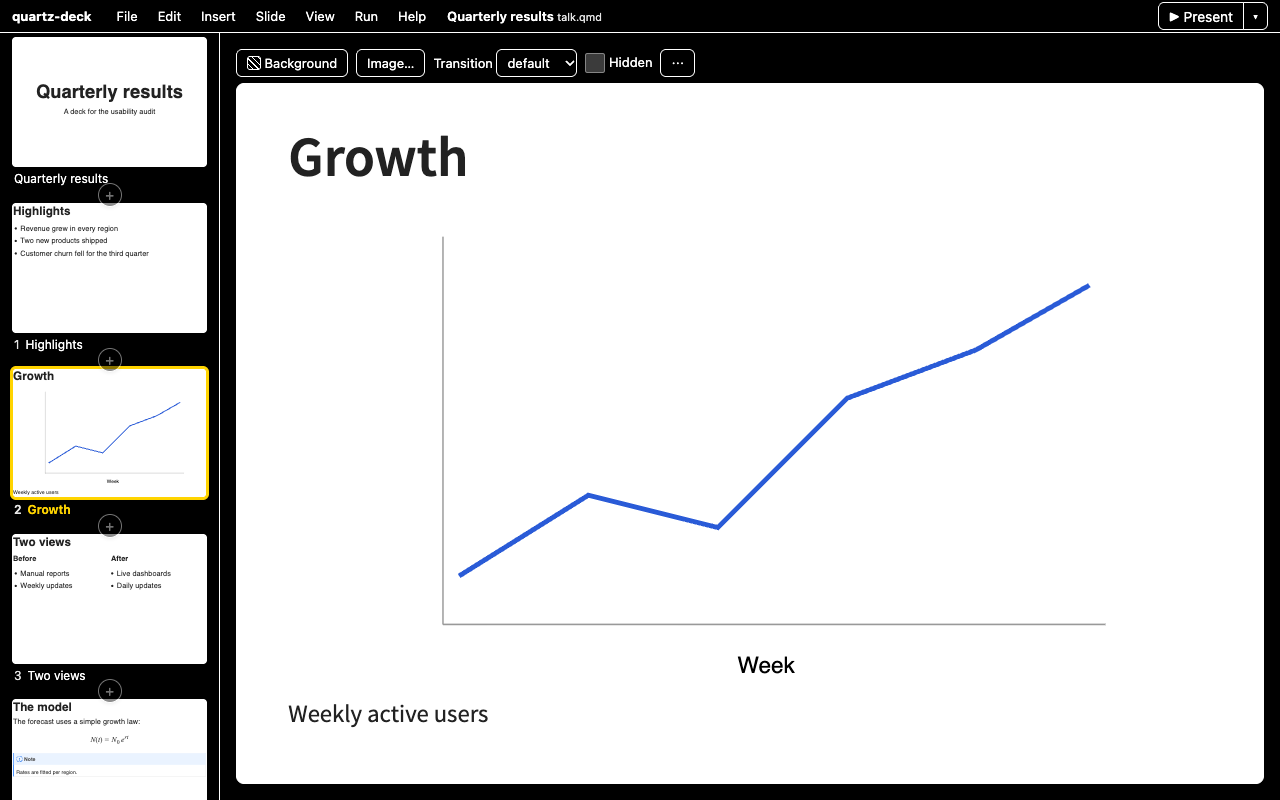 quartz-deck File Edit Insert Slide View Run Help Quarterly results talk.qmd ▶ Present ▾
Quarterly results
A deck for the usability audit
Quarterly results
+
Highlights
• Revenue grew in every region
• Two new products shipped
• Customer churn fell for the third quarter
1 Highlights
+
Growth
Week
Weekly active users
2 Growth
+
Two views
Before After
• Manual reports • Live dashboards
• Weekly updates • Daily updates
3 Two views
+
The model
The forecast uses a simple growth law:
N(t) = N₀ eʳᵗ
Note
Rates are fitted per region.
Background Image... Transition default Hidden ...
Growth
Week
Weekly active users